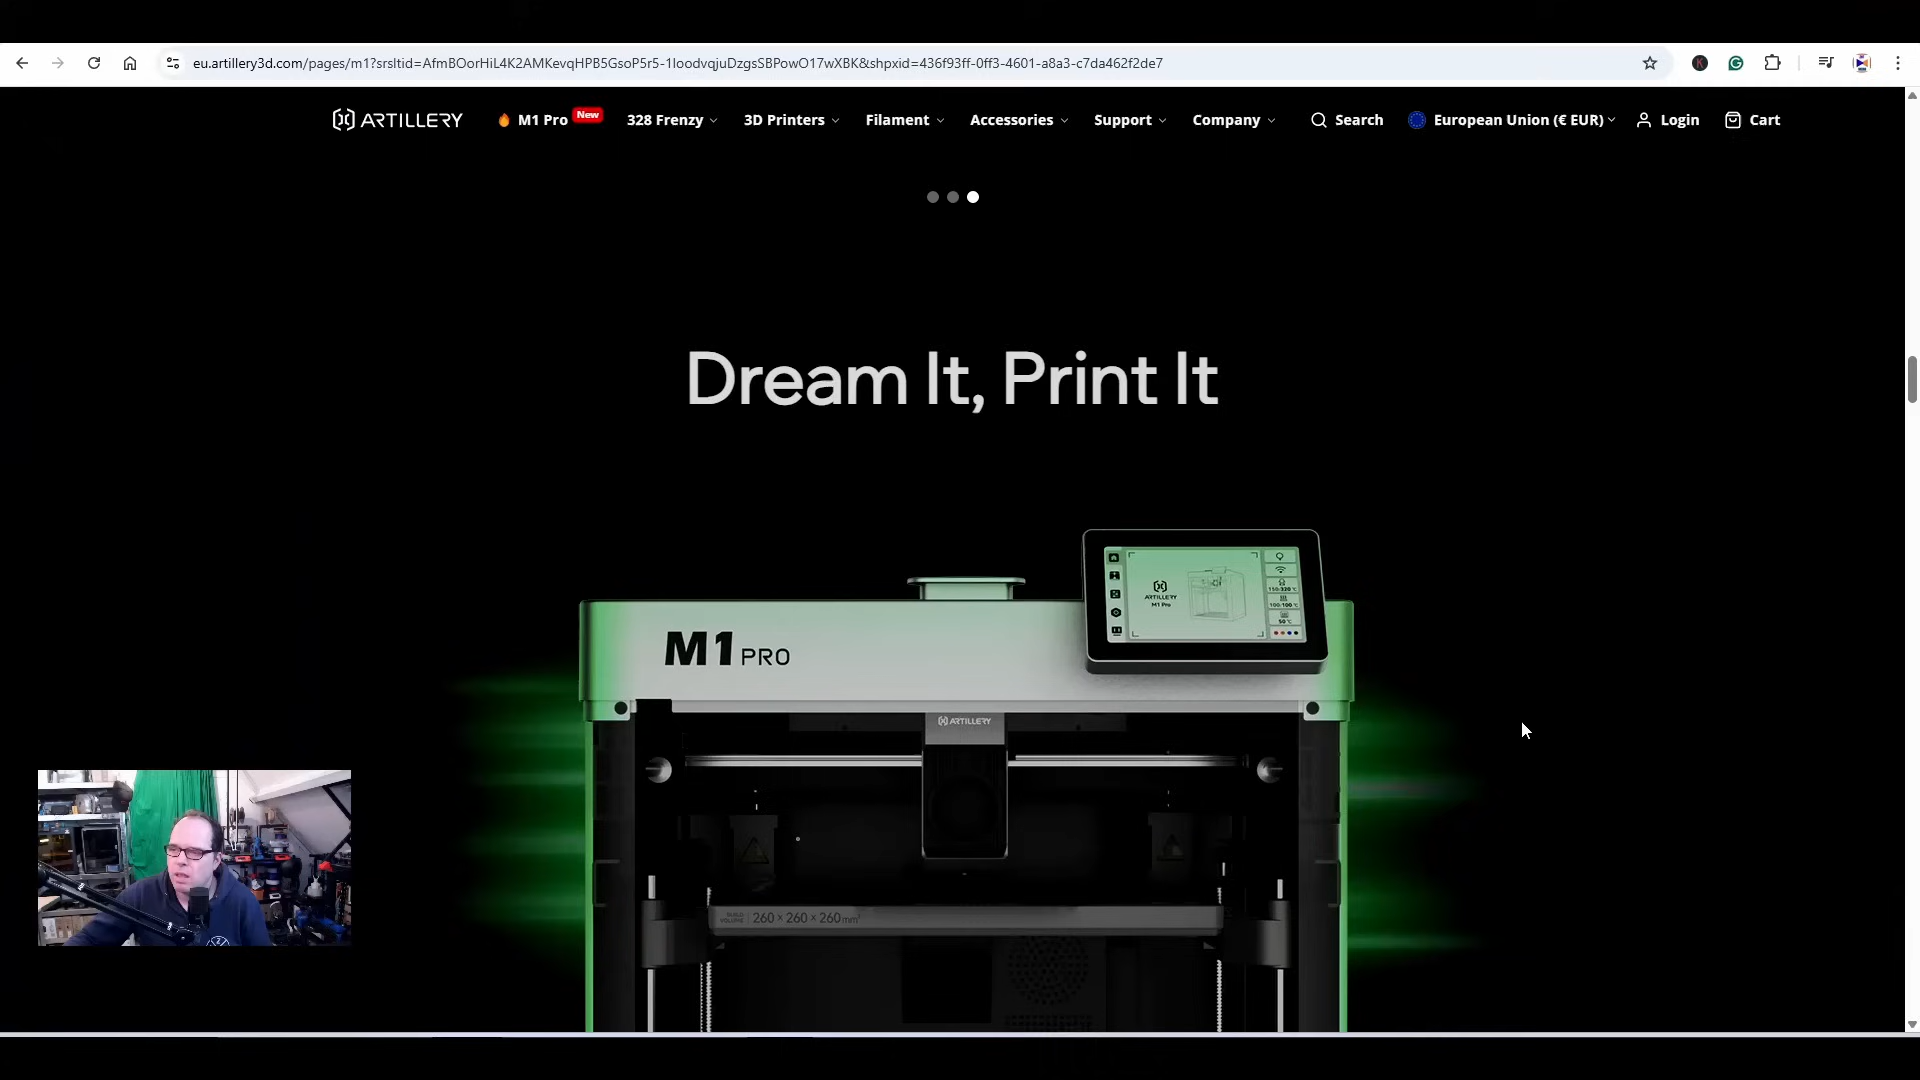 eu.artillery3d.com/pages/m1?srsltid=AfmBOorHiL4K2AMKevqHPB5GsoP5r5-1loodvqjuDzgsSBPowO17wXBK&shpxid=436f93ff-0ff3-4601-a8a3-c7da462f2de7
ARTILLERY M1 Pro New 328 Frenzy 3D Printers Filament Accessories Support Company Search European Union (€ EUR) Login Cart
Dream It, Print It
ARTILLERY
M1 Pro
150/320°C
100/100°C
50°C
M1 PRO
ARTILLERY
BUILD VOLUME 260 × 260 × 260mm³